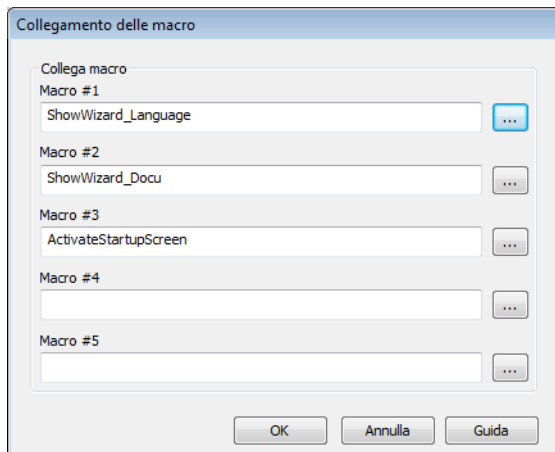 Collegamento delle macro
Collega macro
Macro #1
ShowWizard_Language
...
Macro #2
ShowWizard_Docu
...
Macro #3
ActivateStartupScreen
...
Macro #4
...
Macro #5
...
OK Annulla Guida